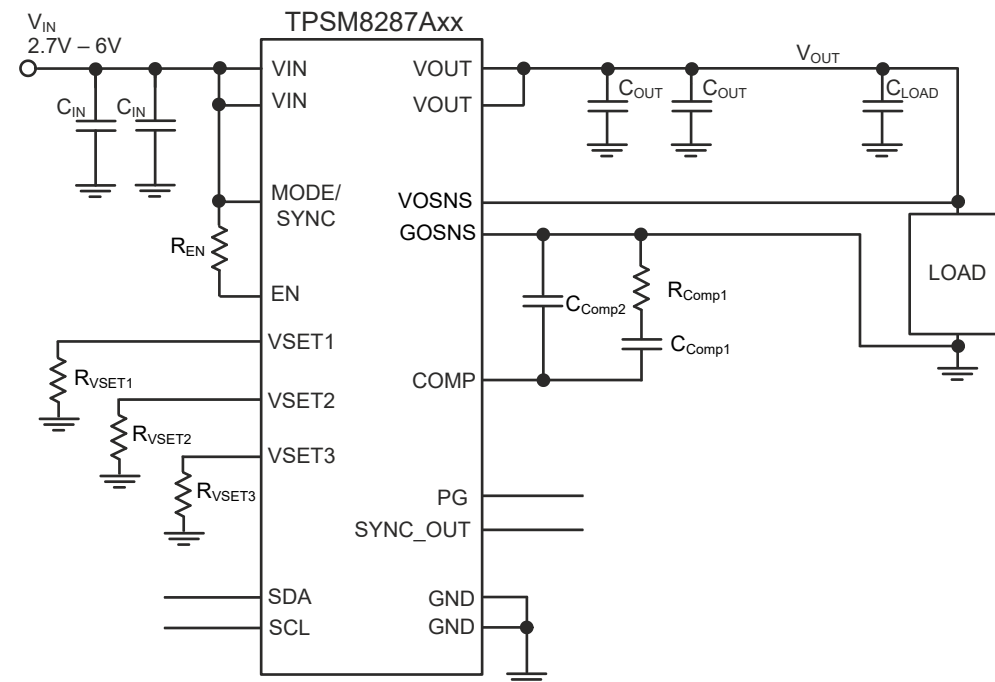 TPSM8287Axx
VIN
2.7V – 6V
VIN
VIN
CIN
CIN
MODE/
SYNC
REN
EN
VSET1
RVSET1
VSET2
RVSET2
VSET3
RVSET3
SDA
SCL
VOUT
VOUT
VOUT
COUT
COUT
CLOAD
VOSNS
GOSNS
LOAD
CComp2
RComp1
CComp1
COMP
PG
SYNC_OUT
GND
GND